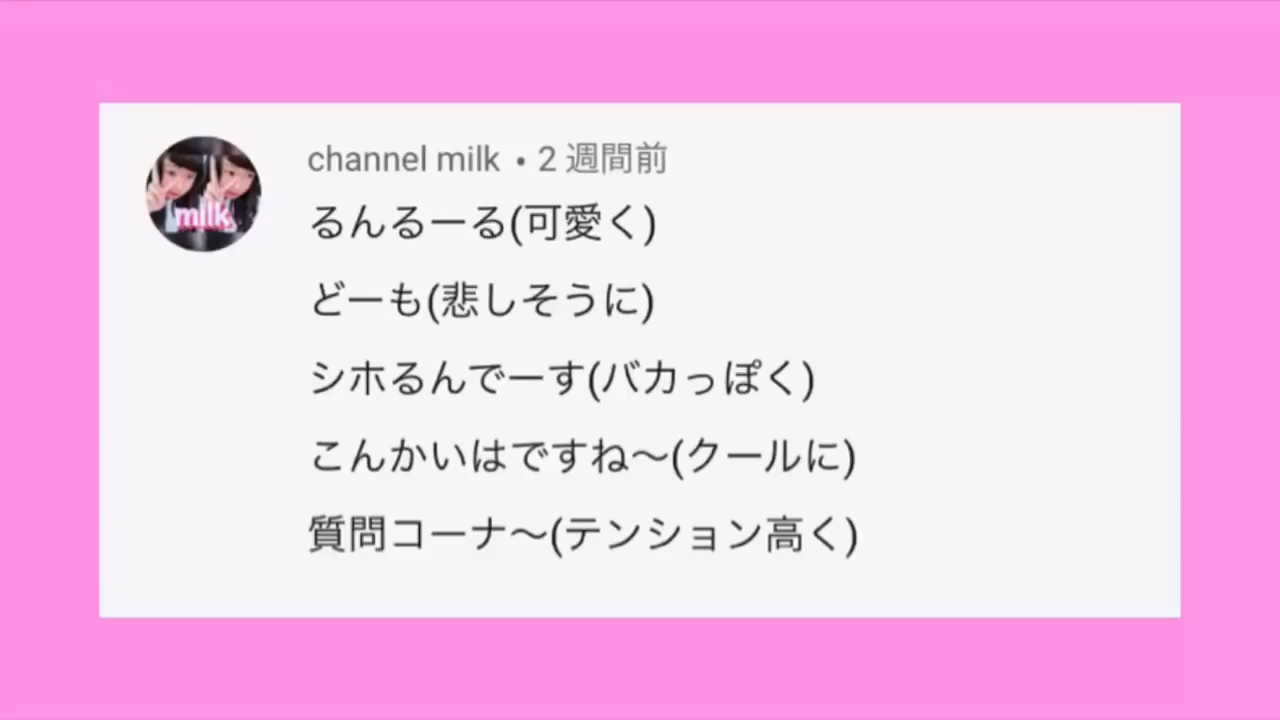 channel milk • 2 週間前
るんるーる(可愛く)
どーも(悲しそうに)
シホるんでーす(バカっぽく)
こんかいはですね〜(クールに)
質問コーナ〜(テンション高く)
milk